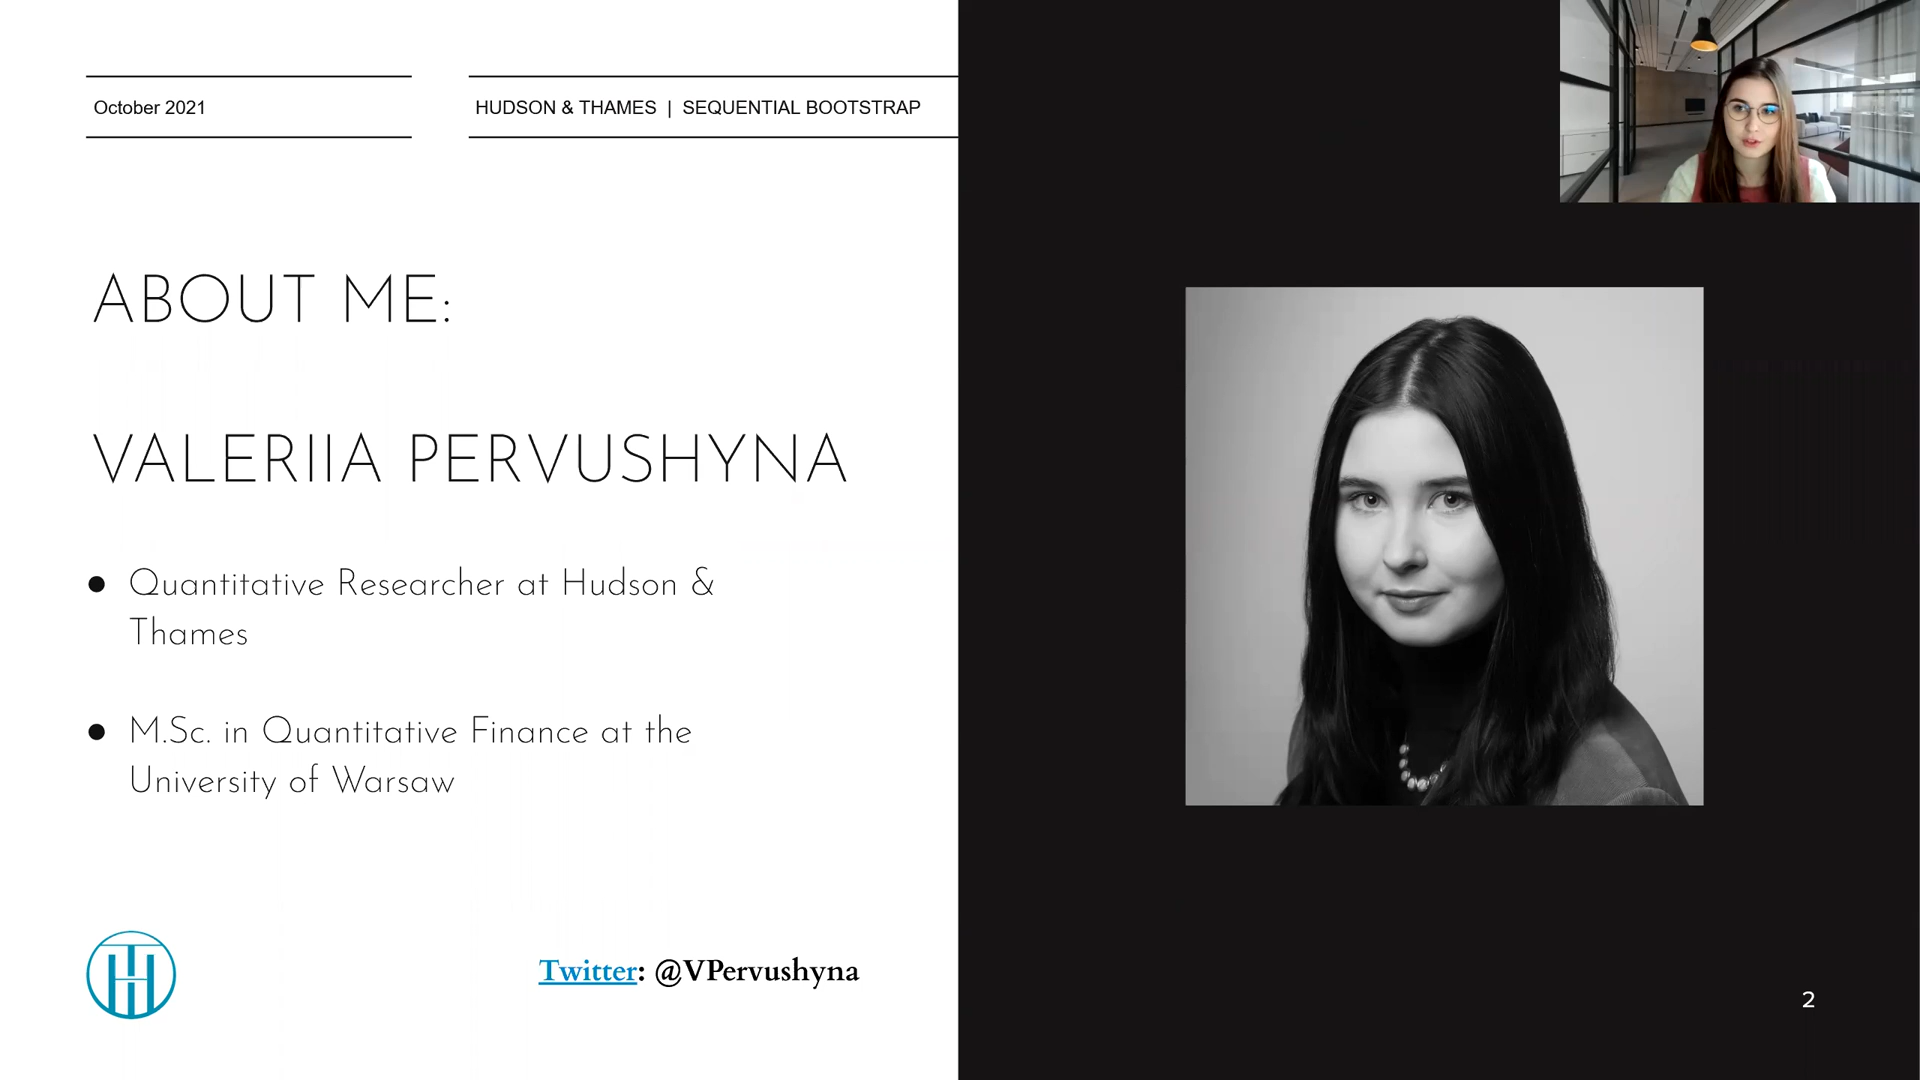 October 2021
HUDSON & THAMES | SEQUENTIAL BOOTSTRAP
ABOUT ME:
VALERIIA PERVUSHYNA
● Quantitative Researcher at Hudson &
Thames
● M.Sc. in Quantitative Finance at the
University of Warsaw
Twitter: @VPervushyna
2